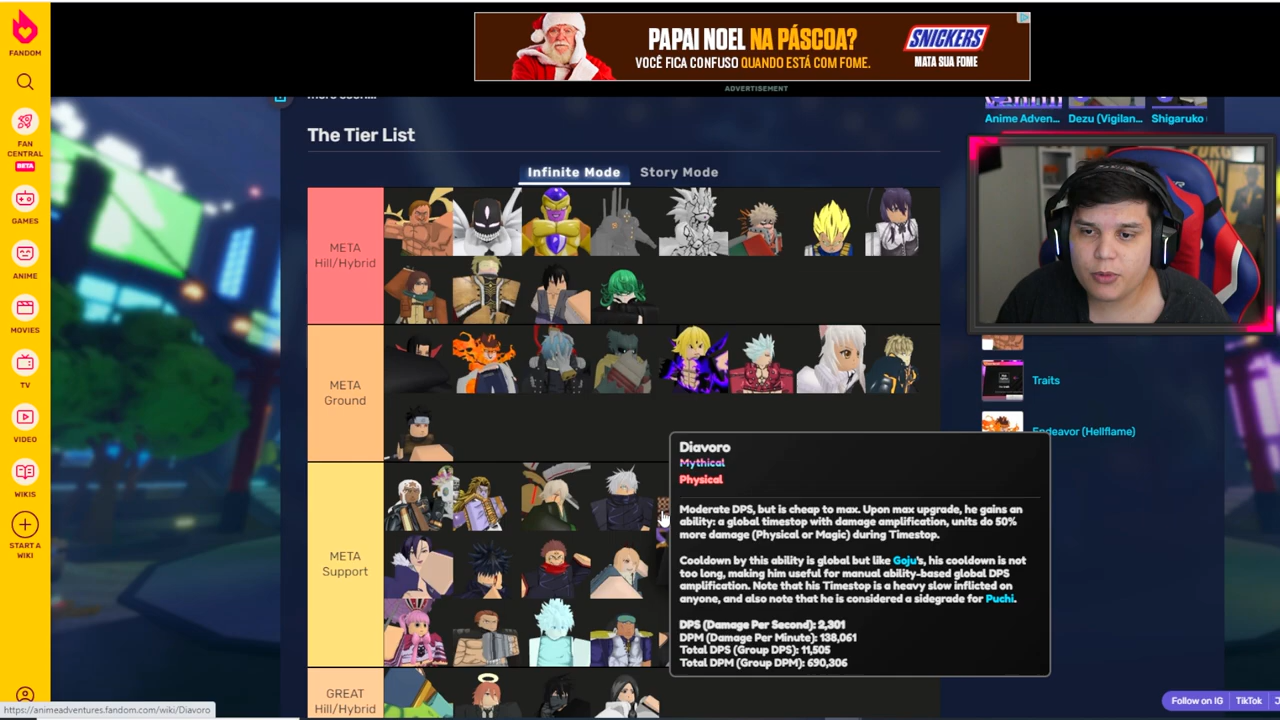 FANDOM
FAN
CENTRAL
BETA
GAMES
ANIME
MOVIES
TV
VIDEO
WIKIS
START A
WIKI
PAPAI NOEL NA PÁSCOA?
VOCÊ FICA CONFUSO QUANDO ESTÁ COM FOME.
SNICKERS
MATA SUA FOME
ADVERTISEMENT
The Tier List
Infinite Mode
Story Mode
META
Hill/Hybrid
META
Ground
META
Support
GREAT
Hill/Hybrid
Diavoro
Mythical
Physical
Moderate DPS, but is cheap to max. Upon max upgrade, he gains an
ability: a global timestop with damage amplification, units do 50%
more damage (Physical or Magic) during Timestop.
Cooldown by this ability is global but like Goju's, his cooldown is not
too long, making him useful for manual ability-based global DPS
amplification. Note that his Timestop is a heavy slow inflicted on
anyone, and also note that he is considered a sidegrade for Puchi.
DPS (Damage Per Second): 2,301
DPM (Damage Per Minute): 138,061
Total DPS (Group DPS): 11,505
Total DPM (Group DPM): 690,306
Anime Adven...
Dezu (Vigilan...
Shigaruko
Traits
Endeavor (Hellflame)
Follow on IG
TikTok
https://animeadventures.fandom.com/wiki/Diavoro